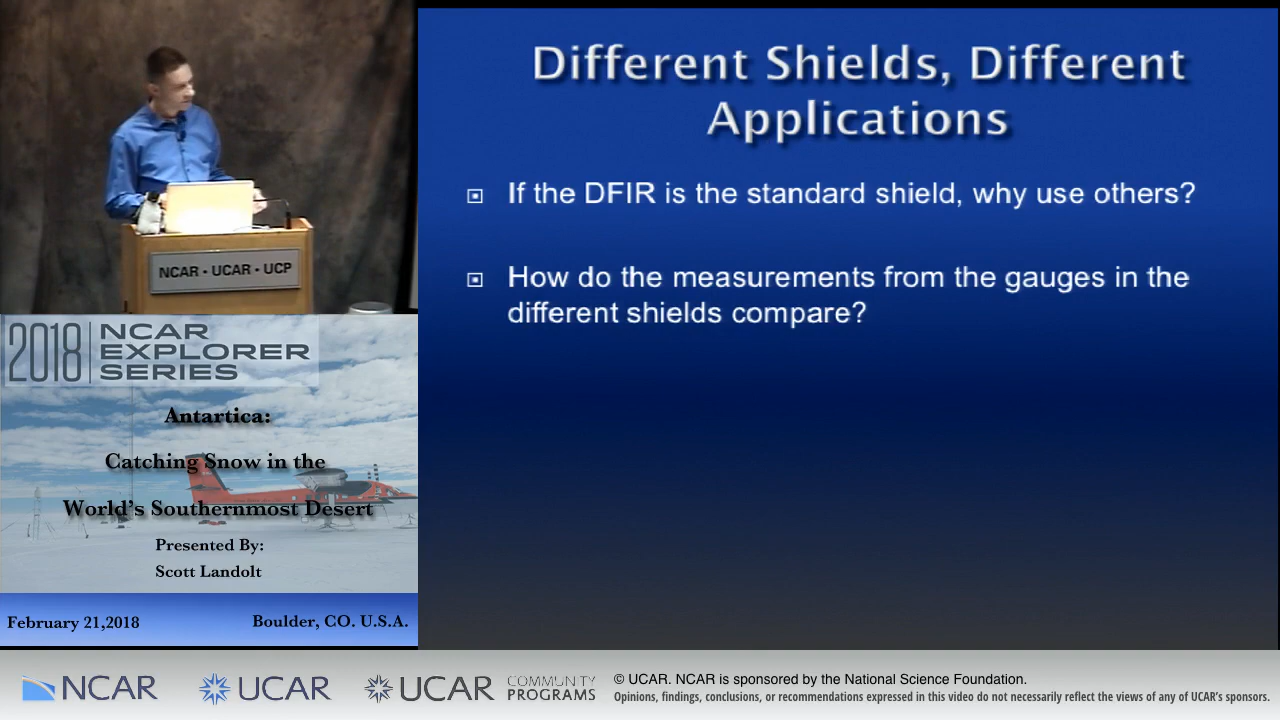 Different Shields, Different
Applications
If the DFIR is the standard shield, why use others?
How do the measurements from the gauges in the
different shields compare?
NCAR • UCAR • UCP
2018 NCAR
EXPLORER
SERIES
Antartica:
Catching Snow in the
World's Southernmost Desert
Presented By:
Scott Landolt
February 21,2018
Boulder, CO. U.S.A.
NCAR
UCAR
UCAR COMMUNITY
PROGRAMS
© UCAR. NCAR is sponsored by the National Science Foundation.
Opinions, findings, conclusions, or recommendations expressed in this video do not necessarily reflect the views of any of UCAR's sponsors.